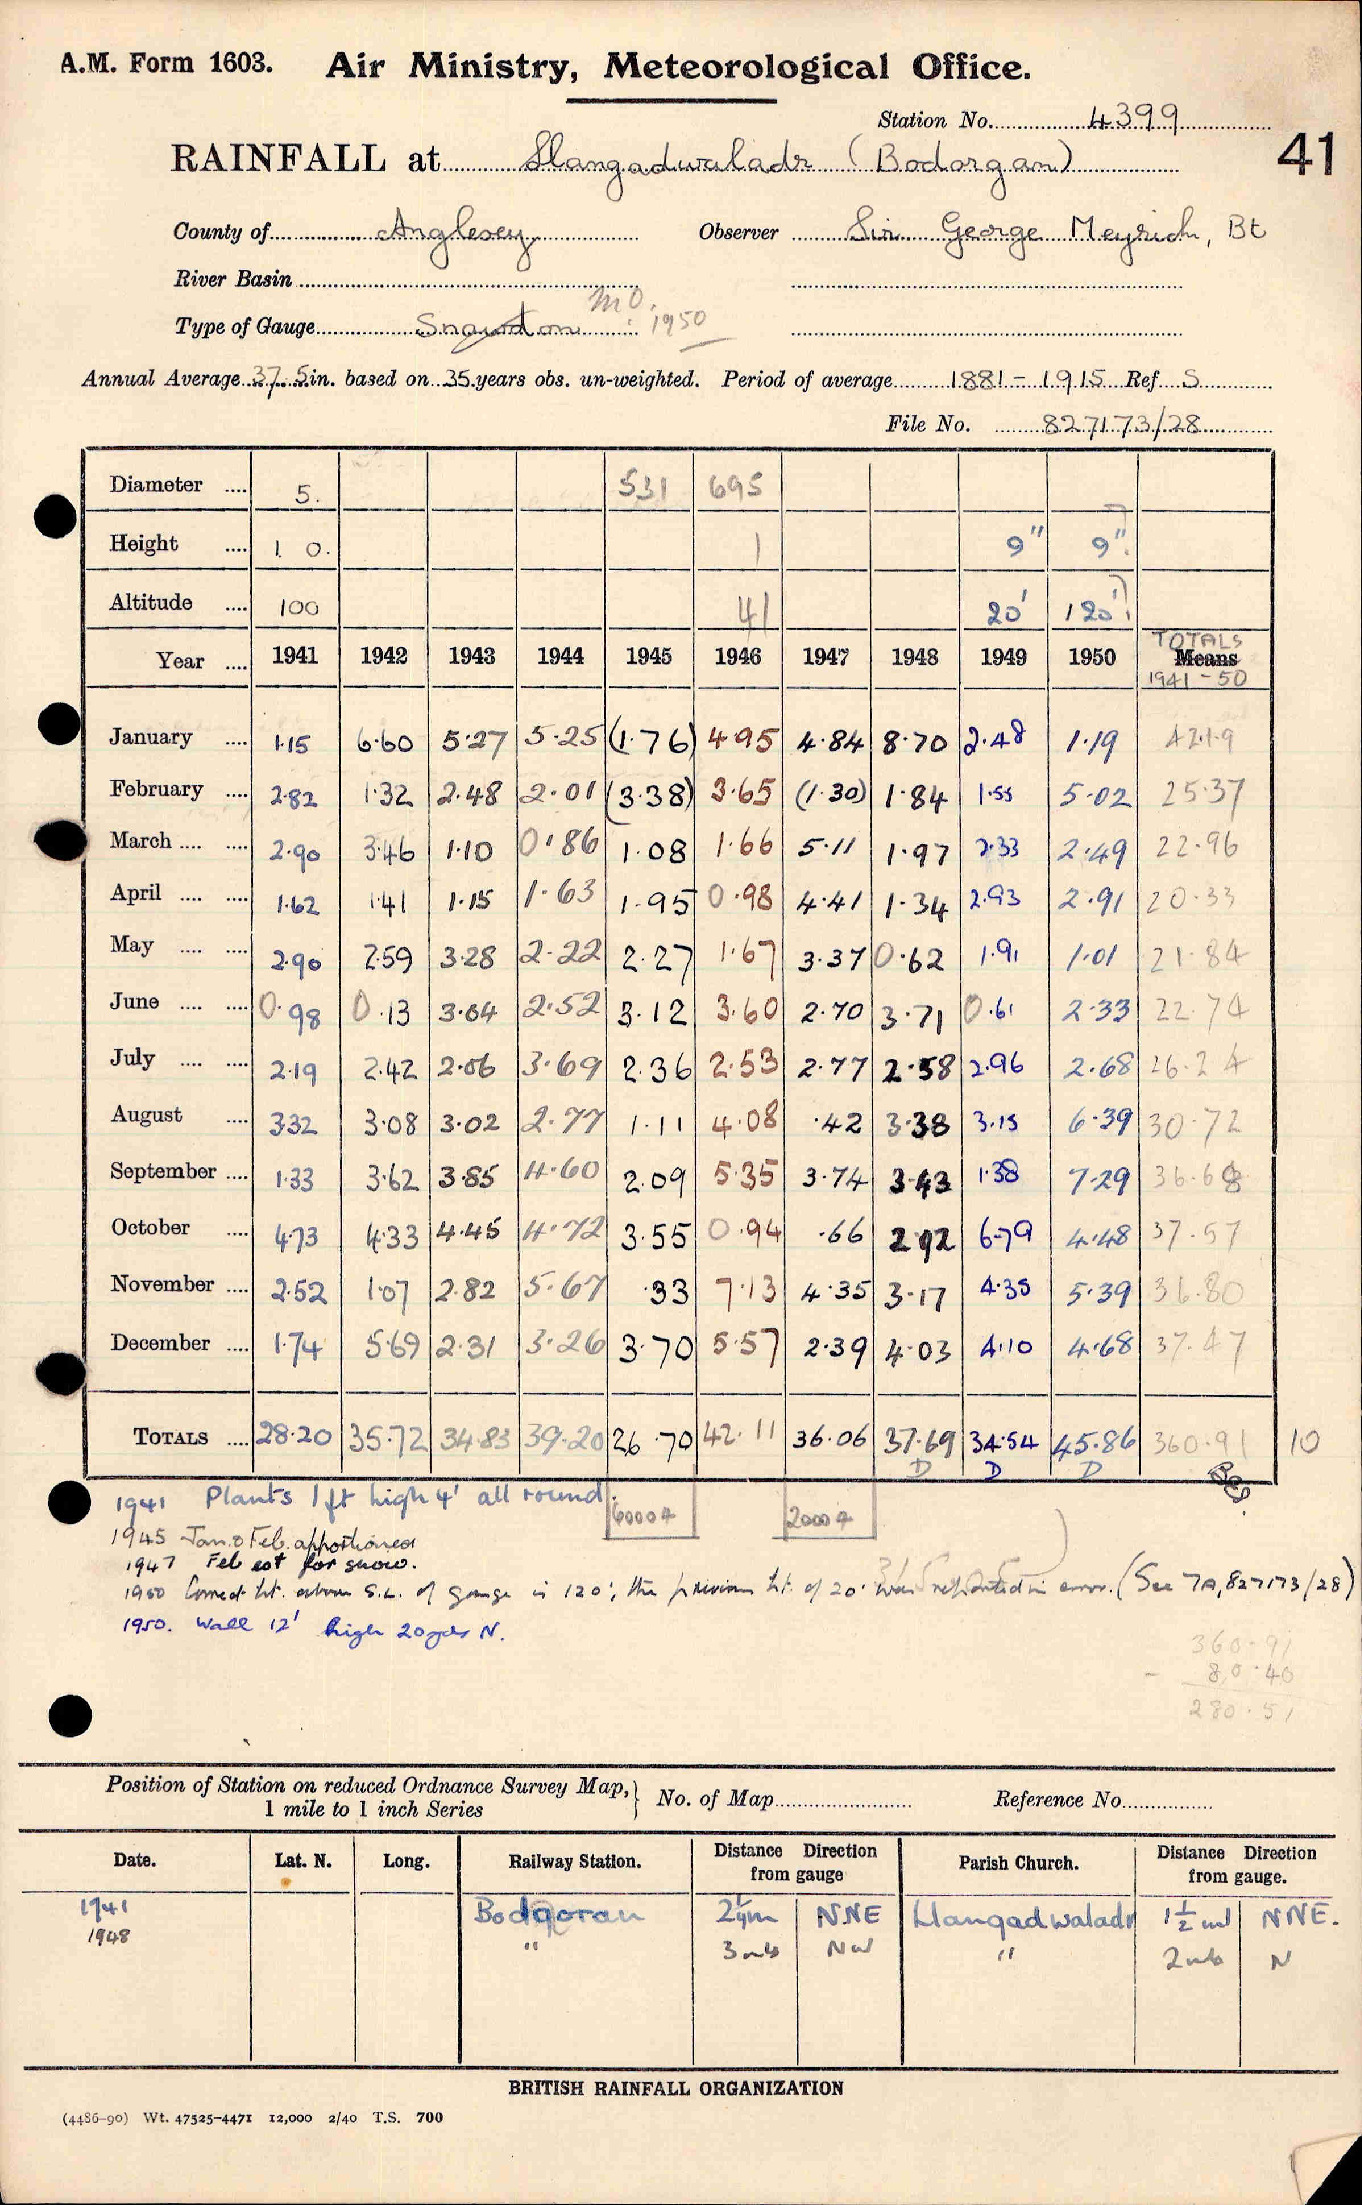 A.M. Form 1603. Air Ministry, Meteorological Office.
Station No. 4399
41
RAINFALL at Llangadwaladr (Bodorgan)
County of Anglesey Observer Sir George Meyrick, Bt
River Basin
Type of Gauge Snowdon M.O. 1950
Annual Average 37.5 in. based on 35 years obs. un-weighted. Period of average 1881-1915 Ref S
File No. 827173/28
Diameter .... 5. 531 695
Height .... 1 0. 1 9" 9"
Altitude .... 100 41 20' 120'
Year .... 1941 1942 1943 1944 1945 1946 1947 1948 1949 1950 TOTALS Means 1941-50
January .... 1.15 6.60 5.27 5.25 (1.76) 4.95 4.84 8.70 2.48 1.19 42.19
February .... 2.82 1.32 2.48 2.01 (3.38) 3.65 (1.30) 1.84 1.55 5.02 25.37
March .... .... 2.90 3.46 1.10 0.86 1.08 1.66 5.11 1.97 2.33 2.49 22.96
April .... .... 1.62 1.41 1.15 1.63 1.95 0.98 4.41 1.34 2.93 2.91 20.33
May .... .... 2.90 2.59 3.28 2.22 2.27 1.67 3.37 0.62 1.91 1.01 21.84
June .... .... 0.98 0.13 3.04 2.52 3.12 3.60 2.70 3.71 0.61 2.33 22.74
July .... .... 2.19 2.42 2.06 3.69 2.36 2.53 2.77 2.58 2.96 2.68 26.24
August .... 3.32 3.08 3.02 2.77 1.11 4.08 .42 3.38 3.15 6.39 30.72
September .... 1.33 3.62 3.85 4.60 2.09 5.35 3.74 3.43 1.38 7.29 36.68
October .... 4.73 4.33 4.45 4.72 3.55 0.94 .66 2.92 6.79 4.48 37.57
November .... 2.52 1.07 2.82 5.67 .33 7.13 4.35 3.17 4.35 5.39 36.80
December .... 1.74 5.69 2.31 3.26 3.70 5.57 2.39 4.03 4.10 4.68 37.47
TOTALS .... 28.20 35.72 34.83 39.20 26.70 42.11 36.06 37.69 34.54 45.86 360.91 10
D D D
1941 Plants 1 ft high 4' all round.
60004 20004
1945 Jan. & Feb. apportioned
1947 Feb est for snow.
1950 Correct ht. above S.L. of gauge is 120'; the previous ht. of 20' was in error. (See 7A, 827173/28)
1950. Wall 12' high 20 yds N.
360.91
- 80.40
280.51
Position of Station on reduced Ordnance Survey Map, 1 mile to 1 inch Series } No. of Map Reference No.
Date. Lat. N. Long. Railway Station. Distance Direction from gauge Parish Church. Distance Direction from gauge.
1941 Bodgoran 2¼m NNE Llangadwaladr 1½ ml NNE.
1948 " 3 mls NW " 2 mls N
BRITISH RAINFALL ORGANIZATION
(4486-90) Wt. 47525-4471 12,000 2/40 T.S. 700